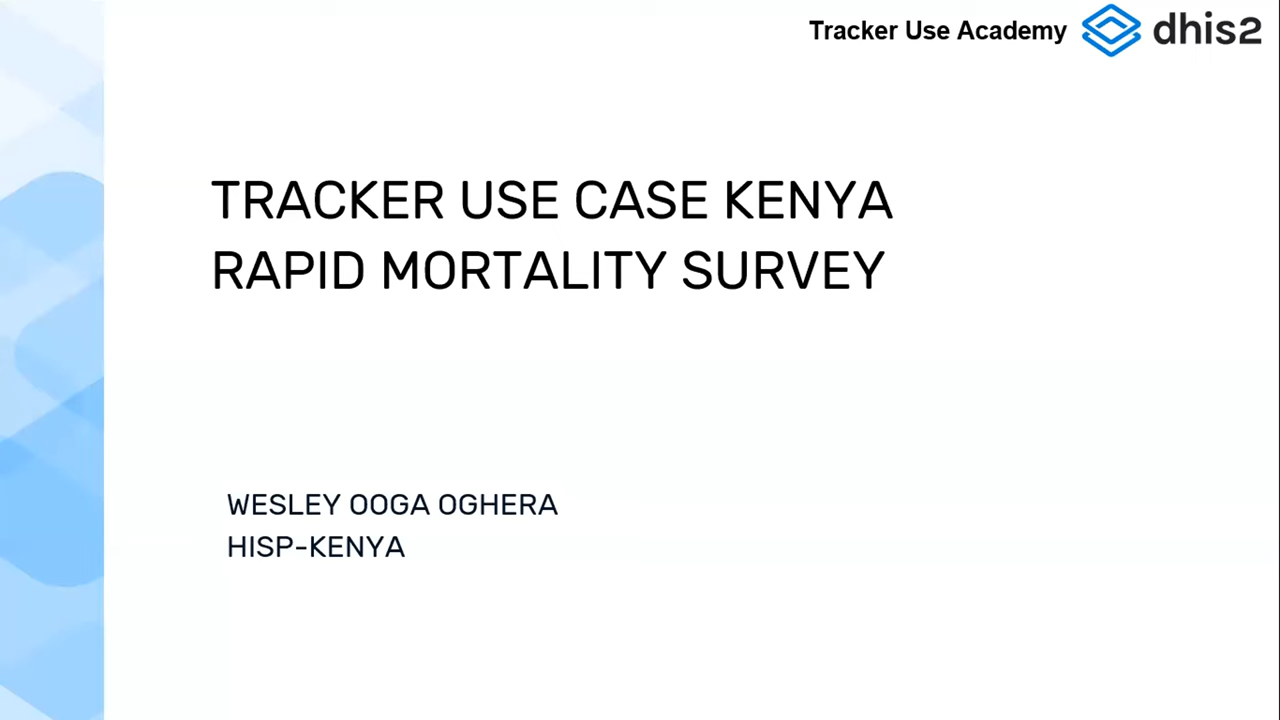 Tracker Use Academy dhis2
TRACKER USE CASE KENYA
RAPID MORTALITY SURVEY
WESLEY OOGA OGHERA
HISP-KENYA